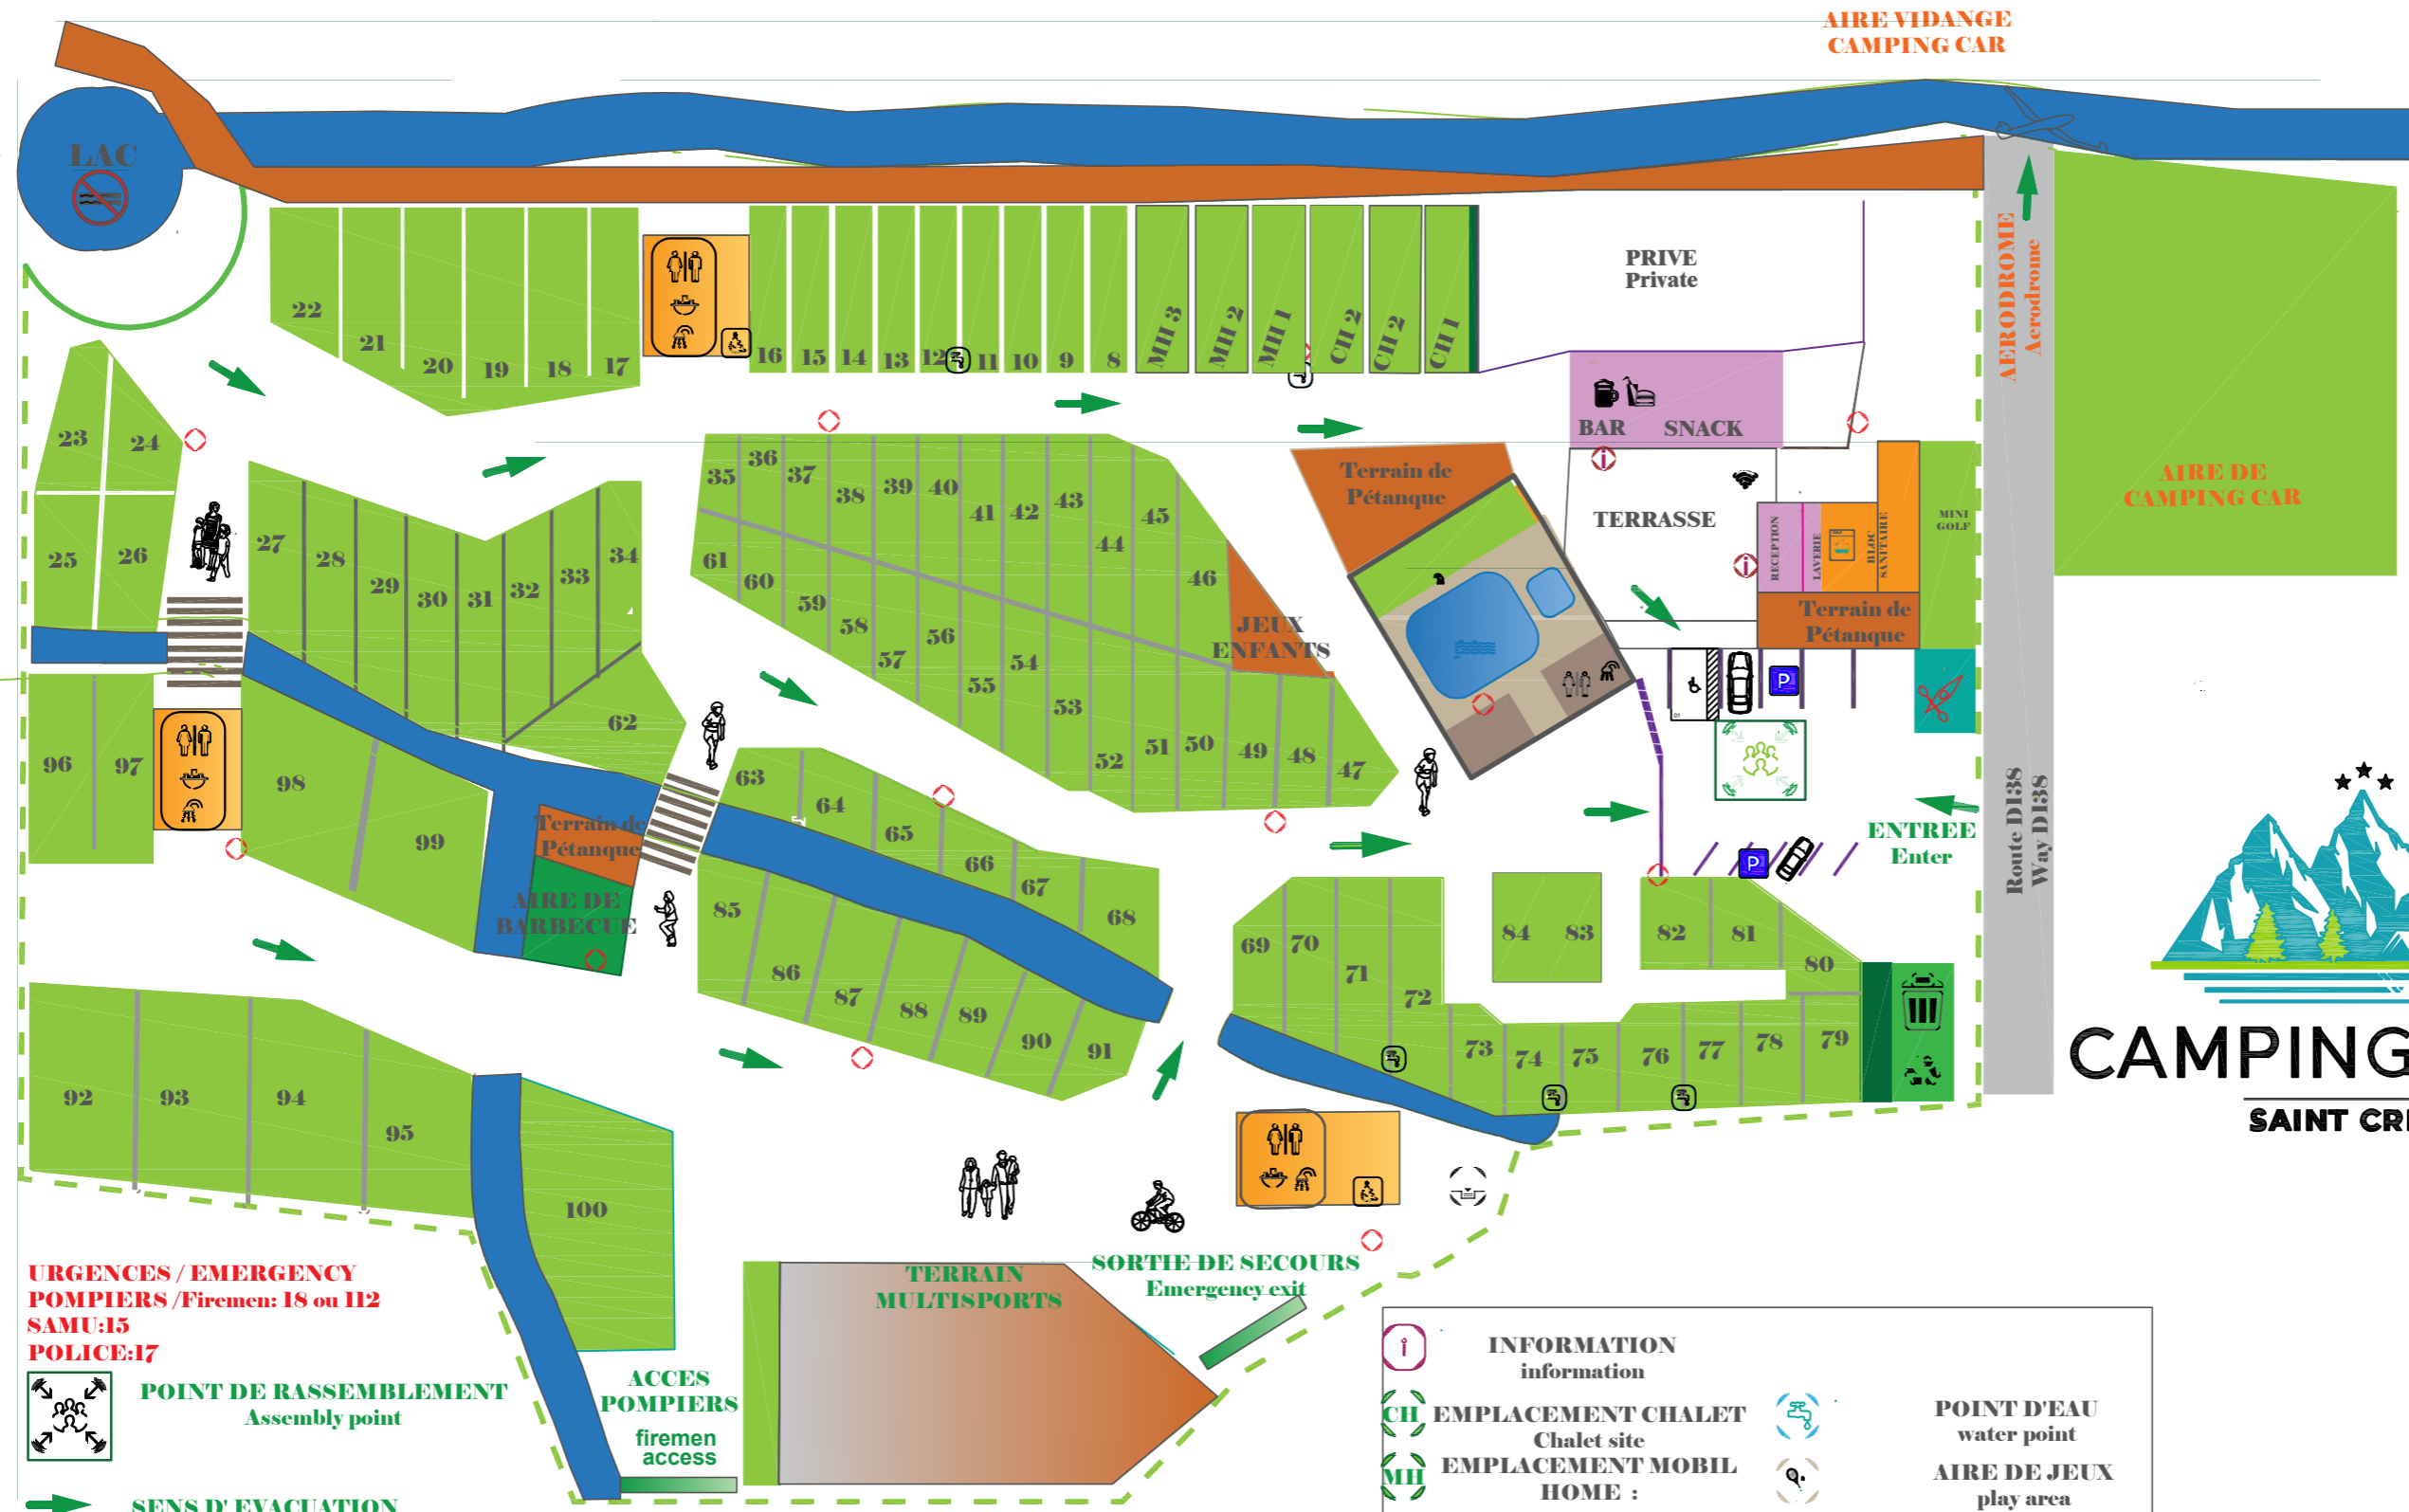 AIRE VIDANGE
CAMPING CAR
LAC
22
21
20
19
18
17
16
15
14
13
12
11
10
9
8
MH 3
MH 2
MH 1
CH 2
CH 2
CH 1
PRIVE
Private
AERODROME
Aerodrome
BAR
SNACK
23
24
25
26
27
28
29
30
31
32
33
34
35
36
37
38
39
40
41
42
43
44
45
46
61
60
59
58
57
56
55
54
53
52
51
50
49
48
47
JEUX
ENFANTS
Terrain de
Pétanque
TERRASSE
RECEPTION
LAVERIE
BLOC
SANITAIRE
MINI
GOLF
Terrain de
Pétanque
AIRE DE
CAMPING CAR
P
01
P
ENTREE
Enter
Route D138
Way D138
96
97
98
99
62
63
64
65
66
67
68
Terrain de
Pétanque
AIRE DE
BARBECUE
85
86
87
88
89
90
91
69
70
71
72
84
83
82
81
80
73
74
75
76
77
78
79
92
93
94
95
100
CAMPING
SAINT CR
TERRAIN
MULTISPORTS
SORTIE DE SECOURS
Emergency exit
ACCES
POMPIERS
firemen
access
URGENCES / EMERGENCY
POMPIERS /Firemen: 18 ou 112
SAMU:15
POLICE:17
POINT DE RASSEMBLEMENT
Assembly point
SENS D' EVACUATION
i INFORMATION
information
CH EMPLACEMENT CHALET
Chalet site
MH EMPLACEMENT MOBIL
HOME :
POINT D'EAU
water point
AIRE DE JEUX
play area